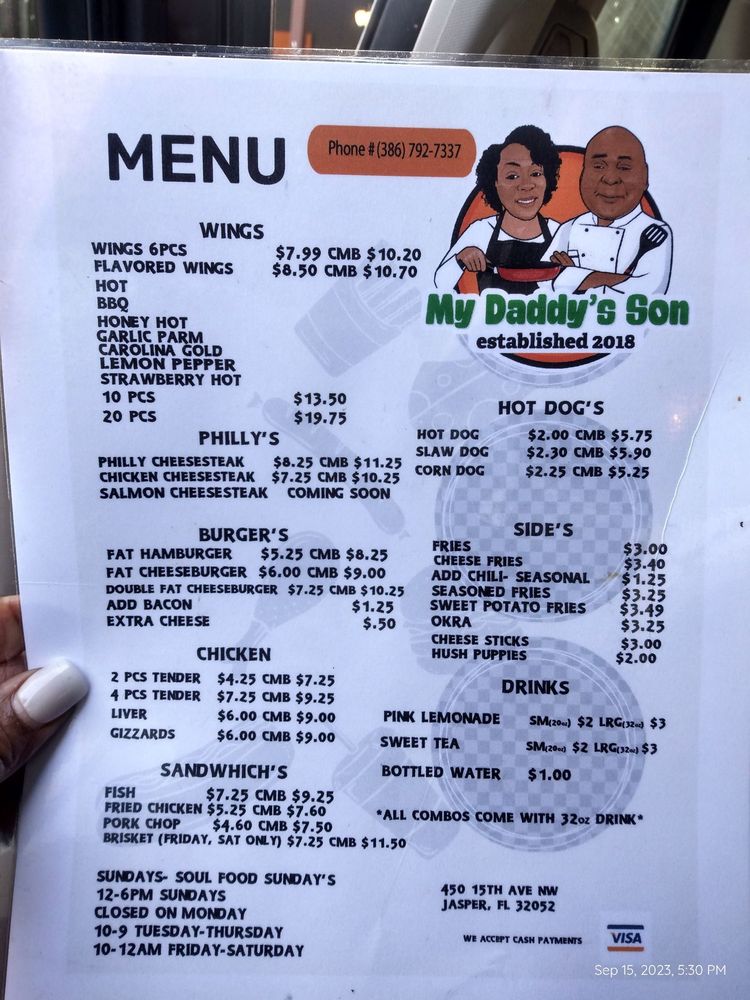 MENU
Phone # (386) 792-7337
My Daddy's Son
established 2018
WINGS
WINGS 6PCS $7.99 CMB $10.20
FLAVORED WINGS $8.50 CMB $10.70
HOT
BBQ
HONEY HOT
GARLIC PARM
CAROLINA GOLD
LEMON PEPPER
STRAWBERRY HOT
10 PCS $13.50
20 PCS $19.75
PHILLY'S
PHILLY CHEESESTEAK $8.25 CMB $11.25
CHICKEN CHEESESTEAK $7.25 CMB $10.25
SALMON CHEESESTEAK COMING SOON
BURGER'S
FAT HAMBURGER $5.25 CMB $8.25
FAT CHEESEBURGER $6.00 CMB $9.00
DOUBLE FAT CHEESEBURGER $7.25 CMB $10.25
ADD BACON $1.25
EXTRA CHEESE $.50
CHICKEN
2 PCS TENDER $4.25 CMB $7.25
4 PCS TENDER $7.25 CMB $9.25
LIVER $6.00 CMB $9.00
GIZZARDS $6.00 CMB $9.00
SANDWHICH'S
FISH $7.25 CMB $9.25
FRIED CHICKEN $5.25 CMB $7.60
PORK CHOP $4.60 CMB $7.50
BRISKET (FRIDAY, SAT ONLY) $7.25 CMB $11.50
SUNDAYS- SOUL FOOD SUNDAY'S
12-6PM SUNDAYS
CLOSED ON MONDAY
10-9 TUESDAY-THURSDAY
10-12AM FRIDAY-SATURDAY
HOT DOG'S
HOT DOG $2.00 CMB $5.75
SLAW DOG $2.30 CMB $5.90
CORN DOG $2.25 CMB $5.25
SIDE'S
FRIES $3.00
CHEESE FRIES $3.40
ADD CHILI- SEASONAL $1.25
SEASONED FRIES $3.25
SWEET POTATO FRIES $3.49
OKRA $3.25
CHEESE STICKS $3.00
HUSH PUPPIES $2.00
DRINKS
PINK LEMONADE SM(20oz) $2 LRG(32oz) $3
SWEET TEA SM(20oz) $2 LRG(32oz) $3
BOTTLED WATER $1.00
*ALL COMBOS COME WITH 32oz DRINK*
450 15TH AVE NW
JASPER, FL 32052
WE ACCEPT CASH PAYMENTS VISA
Sep 15, 2023, 5:30 PM